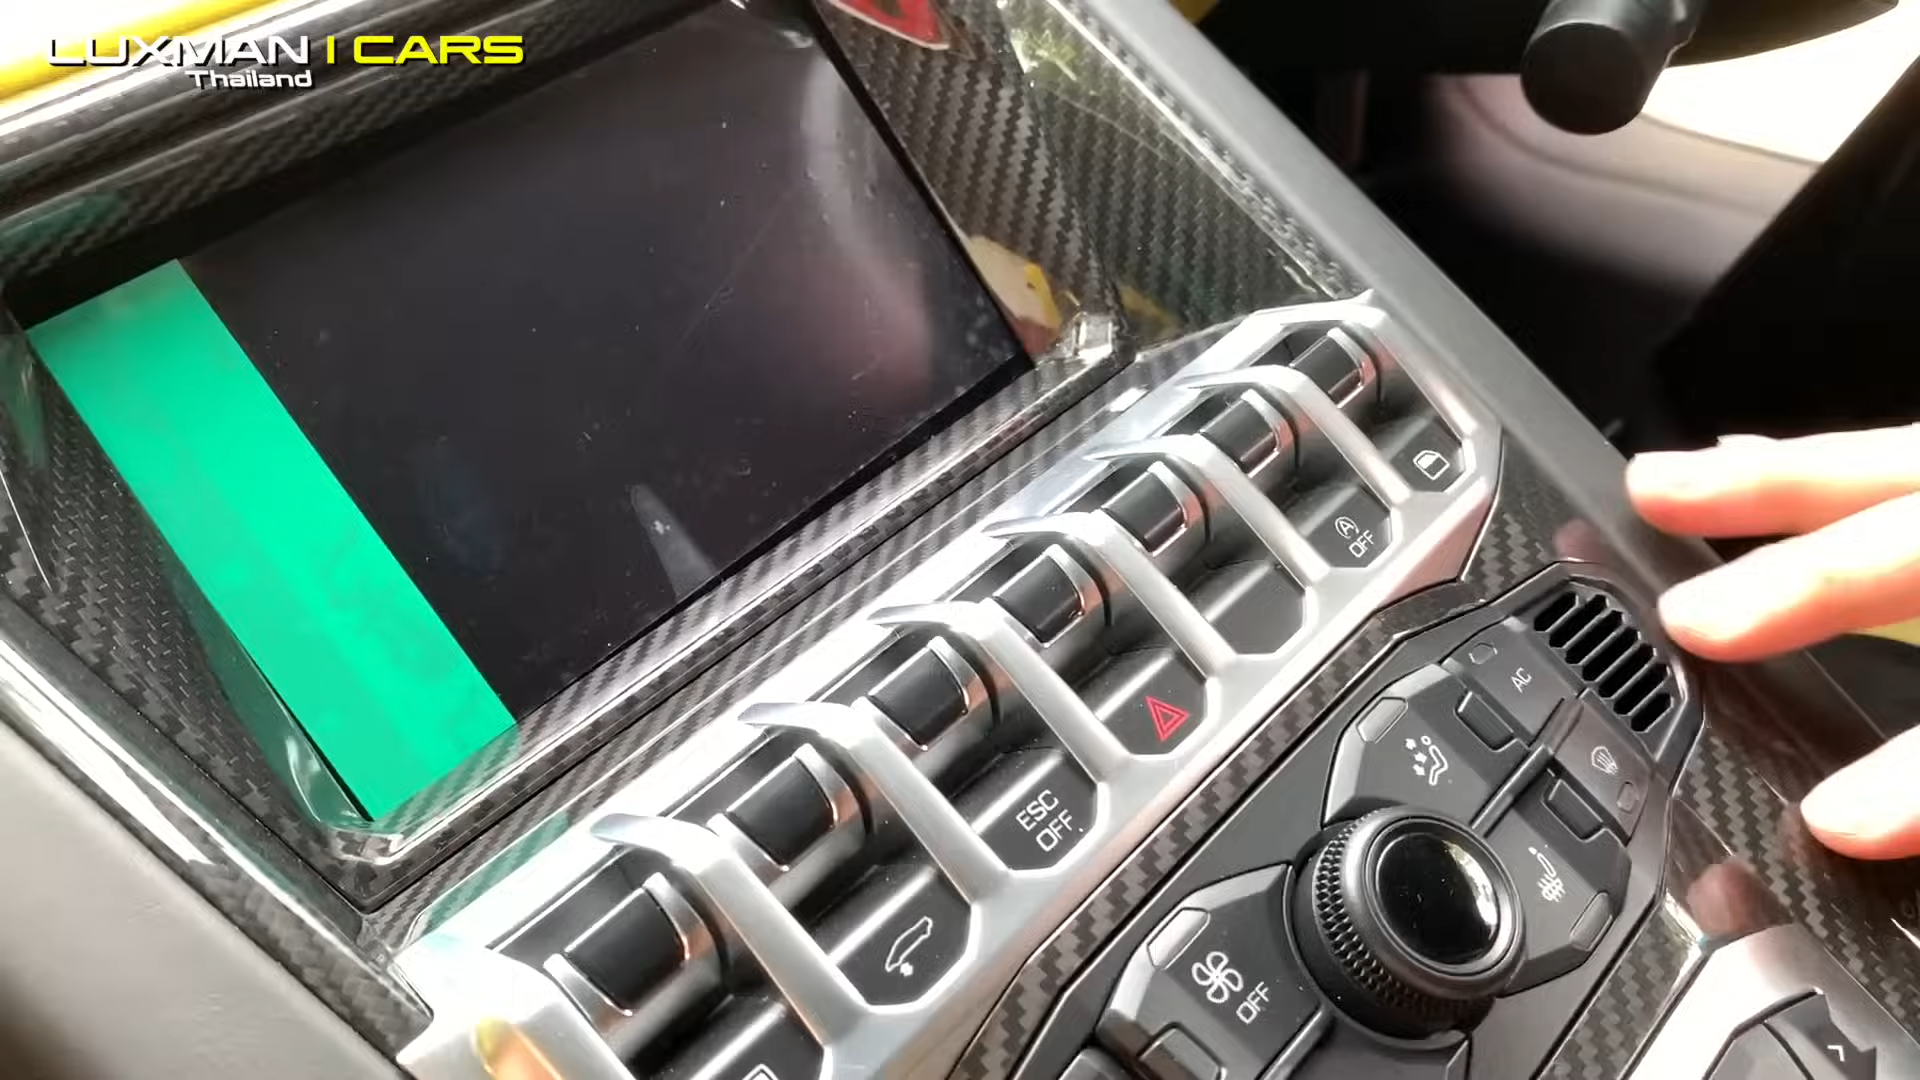 LUXMAN | CARS
Thailand
A
OFF
AC
ESC
OFF
OFF